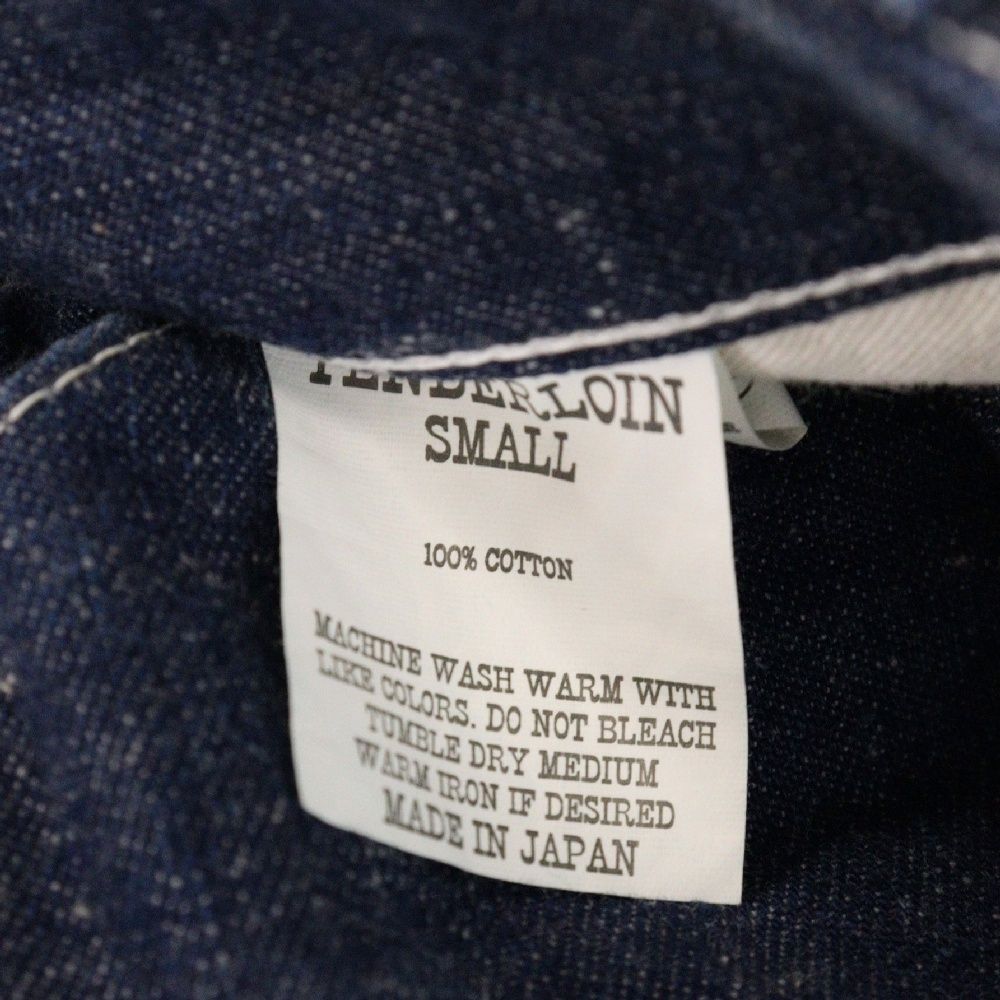 TENDERLOIN
SMALL
100% COTTON
MACHINE WASH WARM WITH
LIKE COLORS. DO NOT BLEACH
TUMBLE DRY MEDIUM
WARM IRON IF DESIRED
MADE IN JAPAN